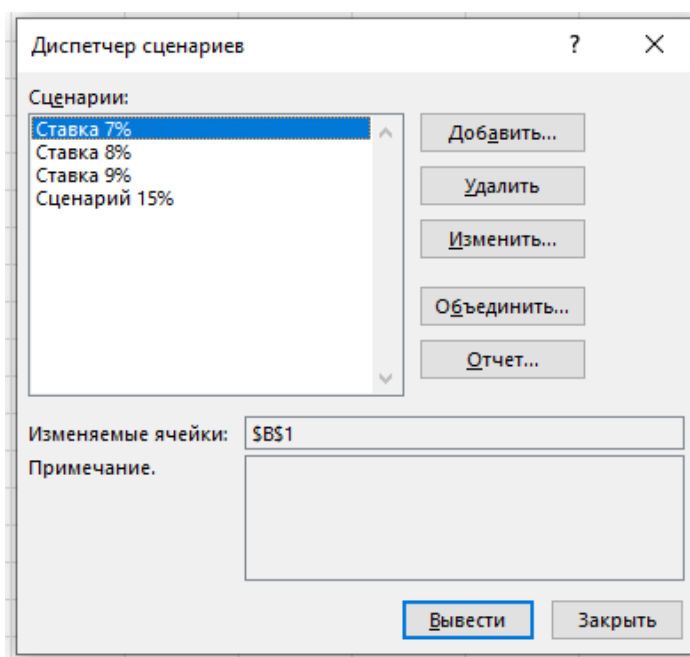 Диспетчер сценариев
?
Сценарии:
Ставка 7%
Ставка 8%
Ставка 9%
Сценарий 15%
Добавить...
Удалить
Изменить...
Объединить...
Отчет...
Изменяемые ячейки:
$B$1
Примечание.
Вывести
Закрыть